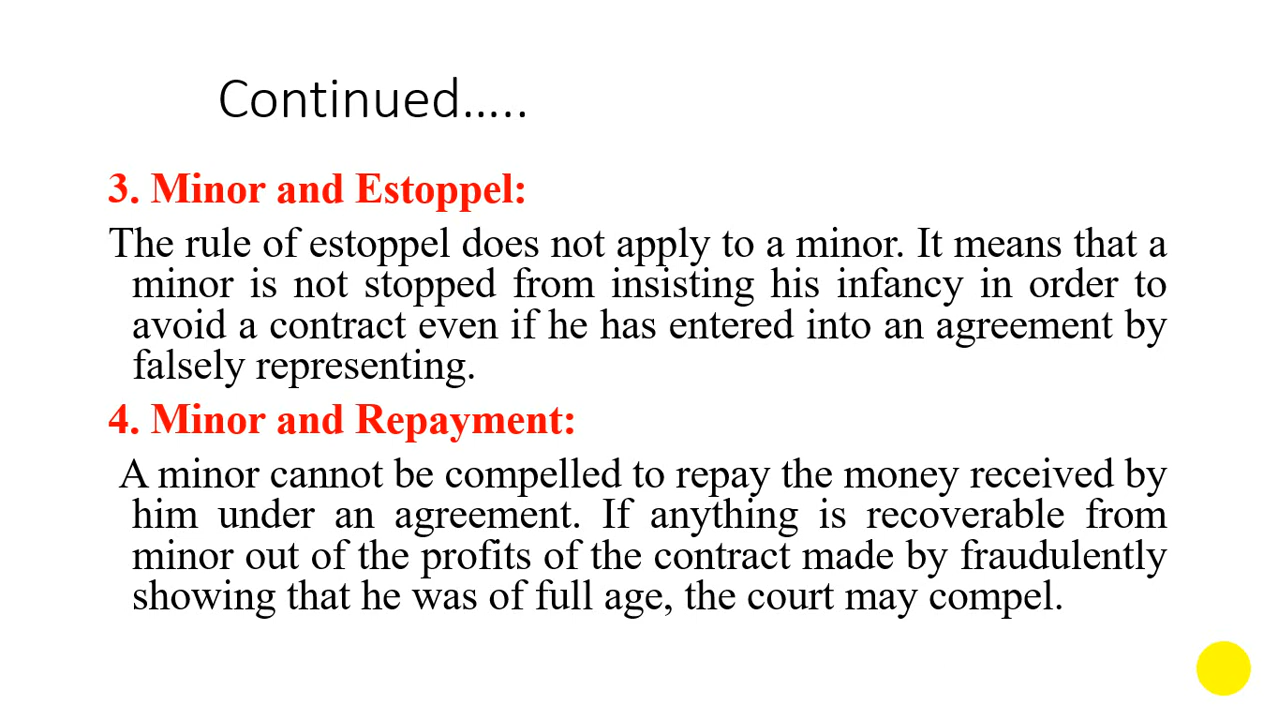 Continued.....
3. Minor and Estoppel:
The rule of estoppel does not apply to a minor. It means that a
minor is not stopped from insisting his infancy in order to
avoid a contract even if he has entered into an agreement by
falsely representing.
4. Minor and Repayment:
A minor cannot be compelled to repay the money received by
him under an agreement. If anything is recoverable from
minor out of the profits of the contract made by fraudulently
showing that he was of full age, the court may compel.